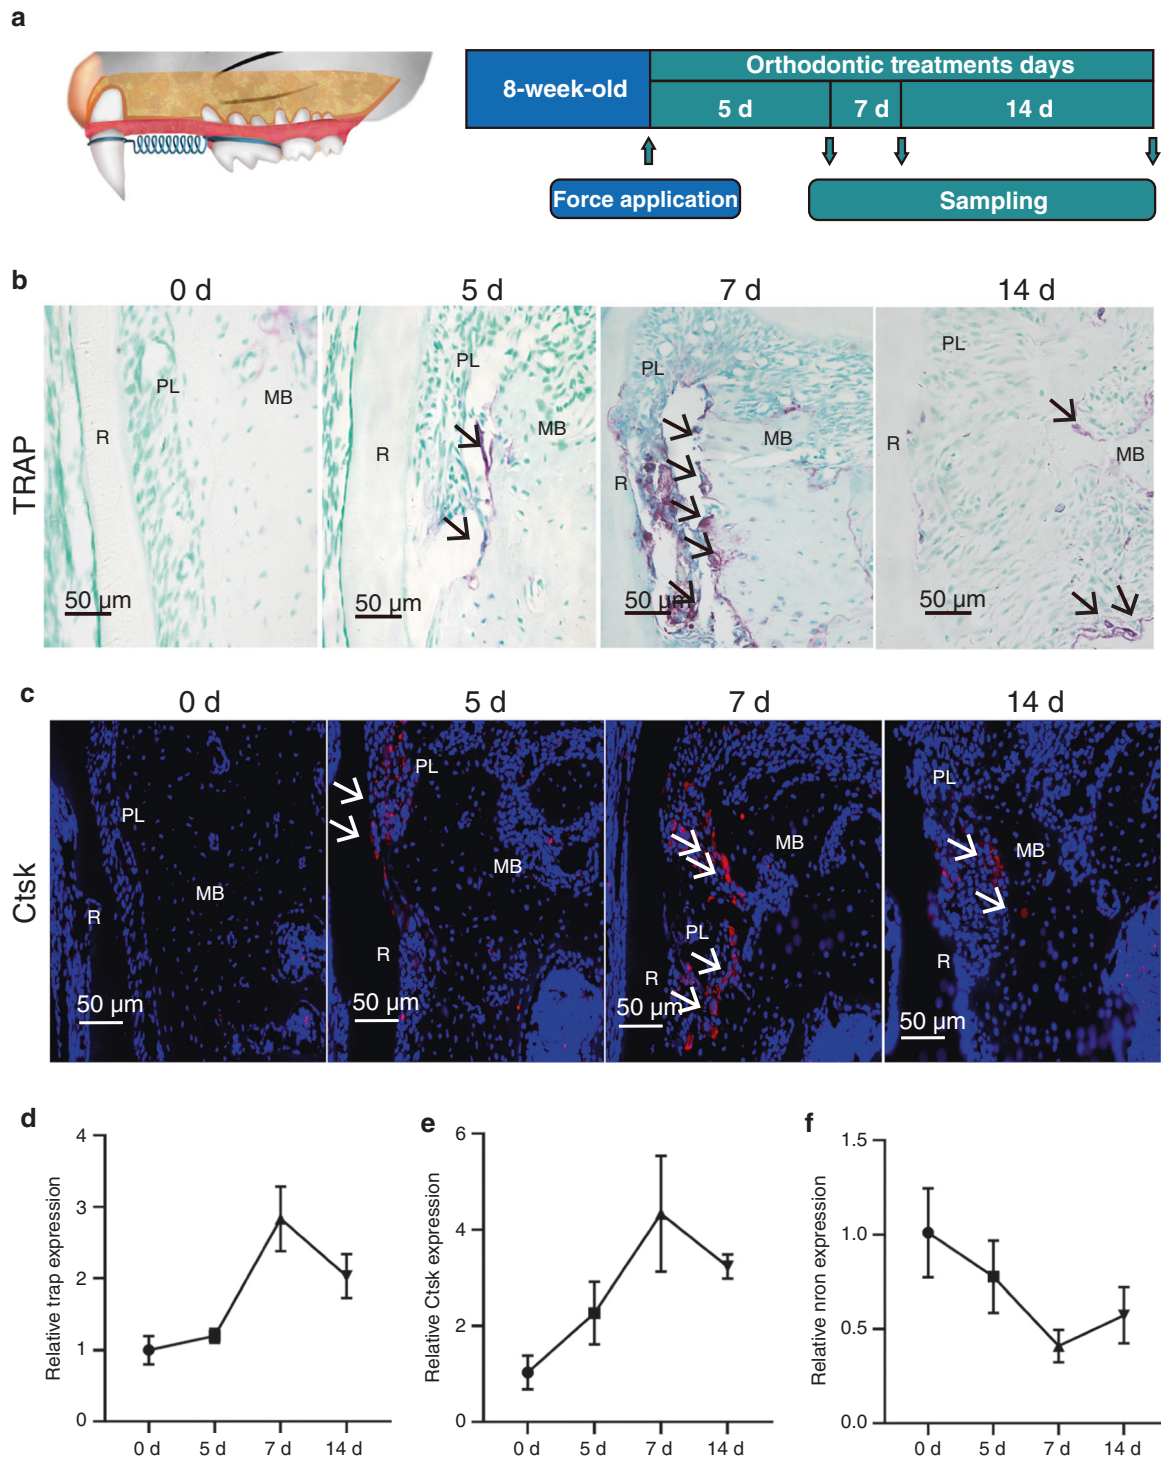 a
8-week-old
Orthodontic treatments days
5 d 7 d 14 d
Force application
Sampling
b
0 d 5 d 7 d 14 d
TRAP
PL
R
MB
50 µm
PL
R
MB
50 µm
PL
R
MB
50 µm
PL
R
MB
50 µm
c
0 d 5 d 7 d 14 d
Ctsk
PL
MB
R
50 µm
PL
MB
R
50 µm
MB
PL
R
50 µm
PL
MB
R
50 µm
d
Relative trap expression
4
3
2
1
0
0 d 5 d 7 d 14 d
e
Relative Ctsk expression
6
4
2
0
0 d 5 d 7 d 14 d
f
Relative nron expression
1.5
1.0
0.5
0.0
0 d 5 d 7 d 14 d